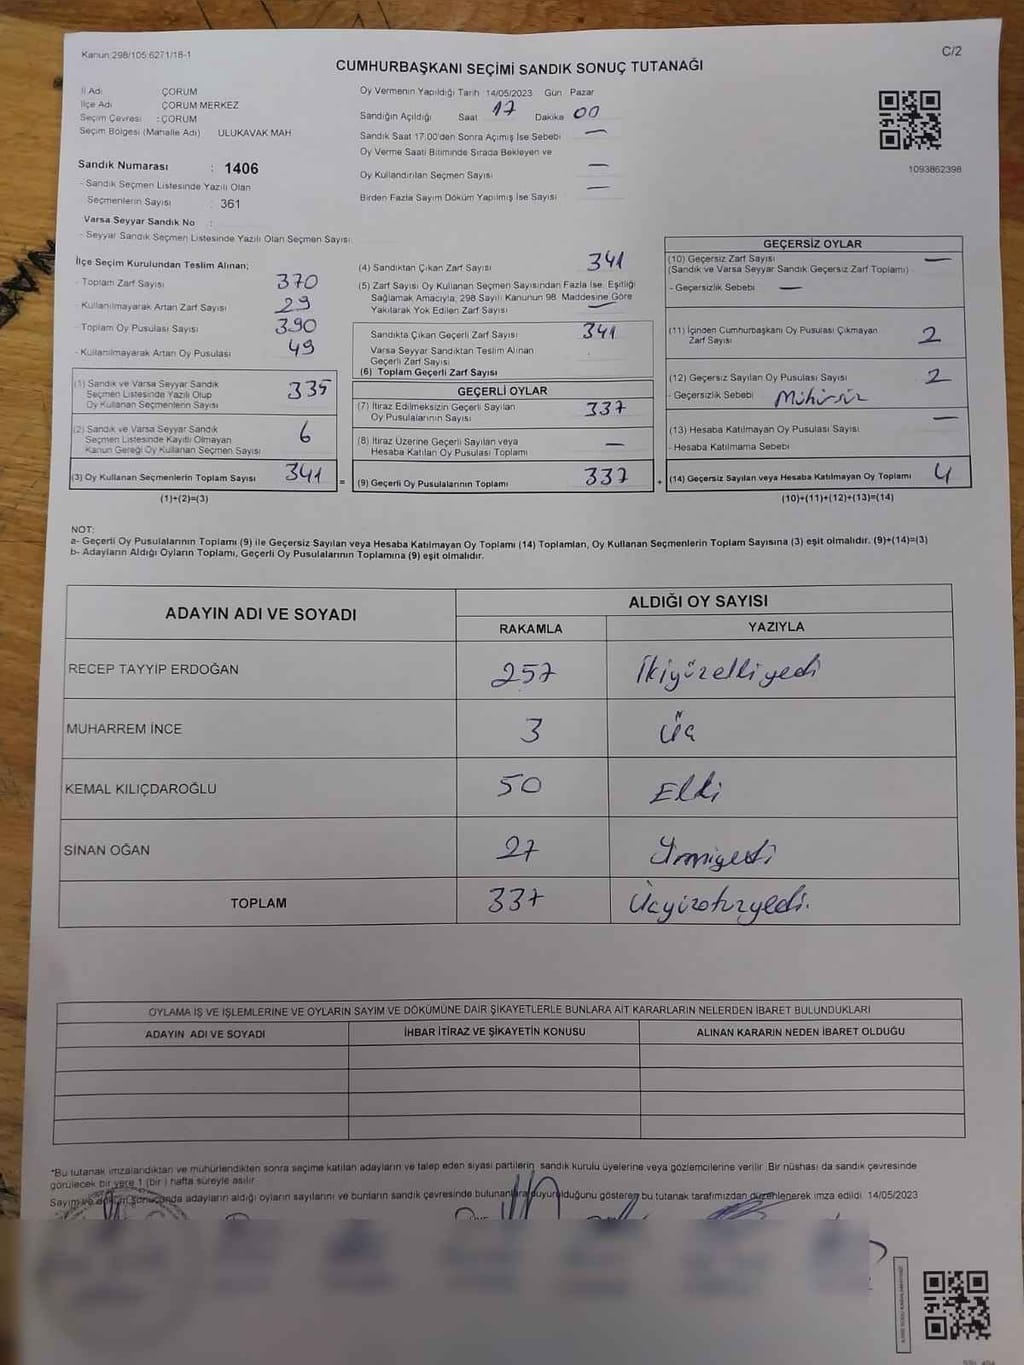 Kanun:298/105:6271/18-1
C/2
CUMHURBAŞKANI SEÇİMİ SANDIK SONUÇ TUTANAĞI
İl Adı : ÇORUM
İlçe Adı : ÇORUM MERKEZ
Seçim Çevresi : ÇORUM
Seçim Bölgesi (Mahalle Adı) ULUKAVAK MAH
Sandık Numarası : 1406
- Sandık Seçmen Listesinde Yazılı Olan
Seçmenlerin Sayısı : 361
Varsa Seyyar Sandık No :
- Seyyar Sandık Seçmen Listesinde Yazılı Olan Seçmen Sayısı:
Oy Vermenin Yapıldığı Tarih 14/05/2023 Gün: Pazar
Sandığın Açıldığı Saat 17 Dakika 00
Sandık Saat 17.00'den Sonra Açımış İse Sebebi —
Oy Verme Saati Bitiminde Sırada Bekleyen ve
Oy Kullandırılan Seçmen Sayısı —
Birden Fazla Sayım Döküm Yapılmış İse Sayısı —
1093862398
İlçe Seçim Kurulundan Teslim Alınan;
- Toplam Zarf Sayısı 370
- Kullanılmayarak Artan Zarf Sayısı 29
- Toplam Oy Pusulası Sayısı 390
- Kullanılmayarak Artan Oy Pusulası 49
(1) Sandık ve Varsa Seyyar Sandık
Seçmen Listesinde Yazılı Olup
Oy Kullanan Seçmenlerin Sayısı 335
(2) Sandık ve Varsa Seyyar Sandık
Seçmen Listesinde Kayıtlı Olmayan
Kanun Gereği Oy Kullanan Seçmen Sayısı 6
(3) Oy Kullanan Seçmenlerin Toplam Sayısı 341
(1)+(2)=(3)
(4) Sandıktan Çıkan Zarf Sayısı 341
(5) Zarf Sayısı Oy Kullanan Seçmen Sayısından Fazla İse, Eşitliği
Sağlamak Amacıyla, 298 Sayılı Kanunun 98. Maddesine Göre
Yakılarak Yok Edilen Zarf Sayısı —
Sandıkta Çıkan Geçerli Zarf Sayısı 341
Varsa Seyyar Sandıktan Teslim Alınan
Geçerli Zarf Sayısı
(6) Toplam Geçerli Zarf Sayısı
GEÇERLİ OYLAR
(7) İtiraz Edilmeksizin Geçerli Sayılan
Oy Pusulalarının Sayısı 337
(8) İtiraz Üzerine Geçerli Sayılan veya
Hesaba Katılan Oy Pusulası Toplamı —
= (9) Geçerli Oy Pusulalarının Toplamı 337 +
GEÇERSİZ OYLAR
(10) Geçersiz Zarf Sayısı —
(Sandık ve Varsa Seyyar Sandık Geçersiz Zarf Toplamı)
- Geçersizlik Sebebi —
(11) İçinden Cumhurbaşkanı Oy Pusulası Çıkmayan
Zarf Sayısı 2
(12) Geçersiz Sayılan Oy Pusulası Sayısı 2
- Geçersizlik Sebebi Mühürsüz
(13) Hesaba Katılmayan Oy Pusulası Sayısı —
- Hesaba Katılmama Sebebi
(14) Geçersiz Sayılan veya Hesaba Katılmayan Oy Toplamı 4
(10)+(11)+(12)+(13)=(14)
NOT:
a- Geçerli Oy Pusulalarının Toplamı (9) ile Geçersiz Sayılan veya Hesaba Katılmayan Oy Toplamı (14) Toplamları, Oy Kullanan Seçmenlerin Toplam Sayısına (3) eşit olmalıdır. (9)+(14)=(3)
b- Adayların Aldığı Oyların Toplamı, Geçerli Oy Pusulalarının Toplamına (9) eşit olmalıdır.
ADAYIN ADI VE SOYADI
ALDIĞI OY SAYISI
RAKAMLA YAZIYLA
RECEP TAYYİP ERDOĞAN 257 İkiyüzelliyedi
MUHARREM İNCE 3 Üç
KEMAL KILIÇDAROĞLU 50 Elli
SİNAN OĞAN 27 Yirmiyedi
TOPLAM 337 Üçyüzotuzyedi.
OYLAMA İŞ VE İŞLEMLERİNE VE OYLARIN SAYIM VE DÖKÜMÜNE DAİR ŞİKAYETLERLE BUNLARA AİT KARARLARIN NELERDEN İBARET BULUNDUKLARI
ADAYIN ADI VE SOYADI İHBAR İTİRAZ VE ŞİKAYETİN KONUSU ALINAN KARARIN NEDEN İBARET OLDUĞU
*Bu tutanak imzalandıktan ve mühürlendikten sonra seçime katılan adayların ve talep eden siyasi partilerin sandık kurulu üyelerine veya gözlemcilerine verilir. Bir nüshası da sandık çevresinde
görülecek bir yere 1 (bir) hafta süreyle asılır.
Sayım ve döküm sonucunda adayların aldığı oyların sayılarını ve bunların sandık çevresinde bulunanlara duyurulduğunu gösteren bu tutanak tarafımızdan düzenlenerek imza edildi. 14/05/2023